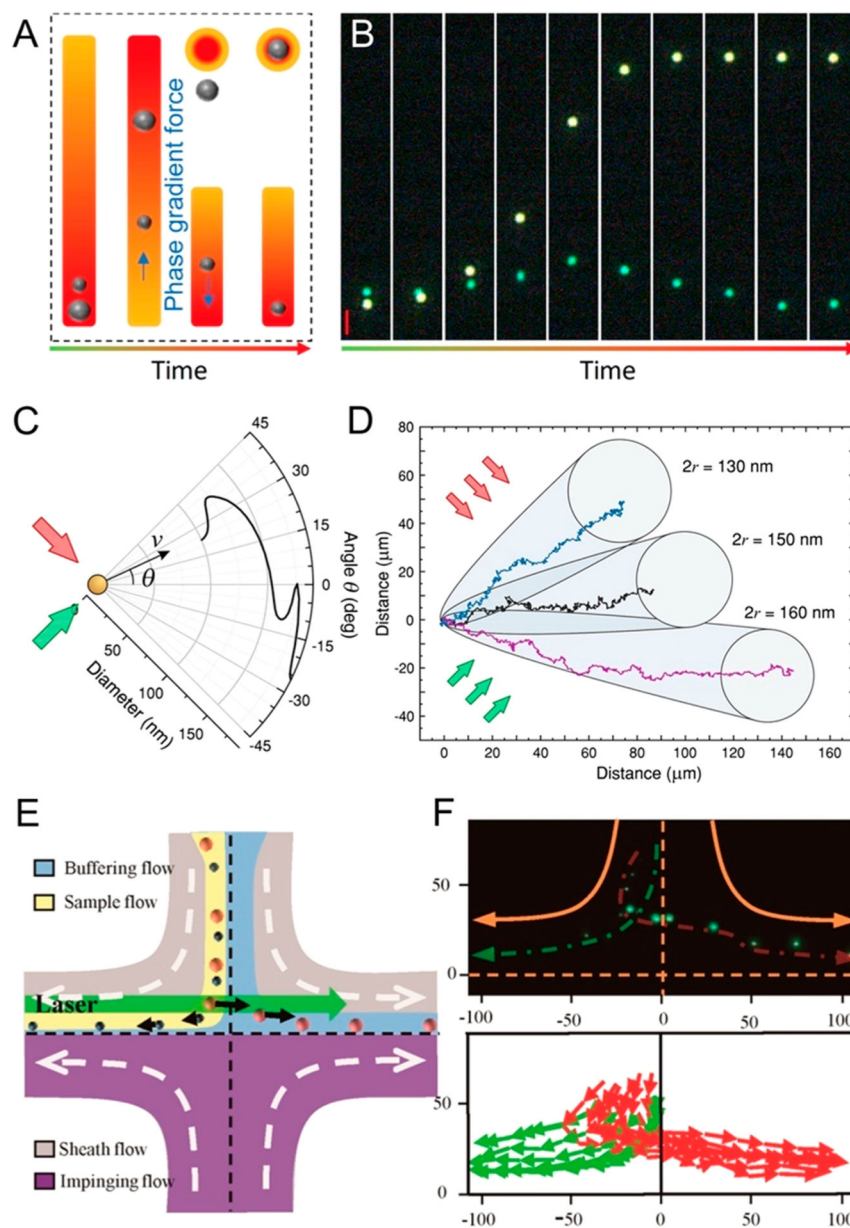 A
Phase gradient force
Time
B
Time
C
45
30
15
0
-15
-30
-45
Angle θ (deg)
v
θ
50
100
150
Diameter (nm)
D
80
60
40
20
0
-20
-40
Distance (μm)
2r = 130 nm
2r = 150 nm
2r = 160 nm
0 20 40 60 80 100 120 140 160
Distance (μm)
E
Buffering flow
Sample flow
Laser
Sheath flow
Impinging flow
F
50
0
-100 -50 0 50 100
50
0
-100 -50 0 50 100